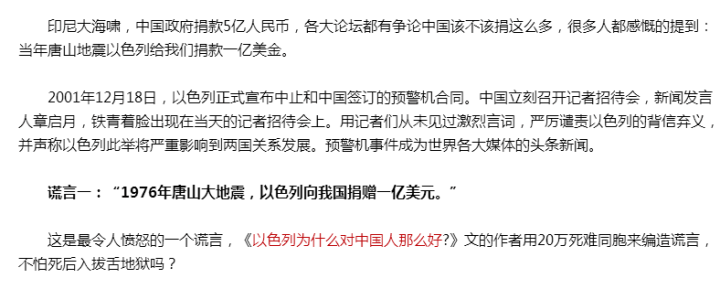 印尼大海啸，中国政府捐款5亿人民币，各大论坛都有争论中国该不该捐这么多，很多人都感慨的提到：
当年唐山地震以色列给我们捐款一亿美金。
2001年12月18日，以色列正式宣布中止和中国签订的预警机合同。中国立刻召开记者招待会，新闻发言
人章启月，铁青着脸出现在当天的记者招待会上。用记者们从未见过激烈言词，严厉谴责以色列的背信弃义，
并声称以色列此举将严重影响到两国关系发展。预警机事件成为世界各大媒体的头条新闻。
谎言一：“1976年唐山大地震，以色列向我国捐赠一亿美元。”
这是最令人愤怒的一个谎言，《以色列为什么对中国人那么好?》文的作者用20万死难同胞来编造谎言，
不怕死后入拔舌地狱吗？